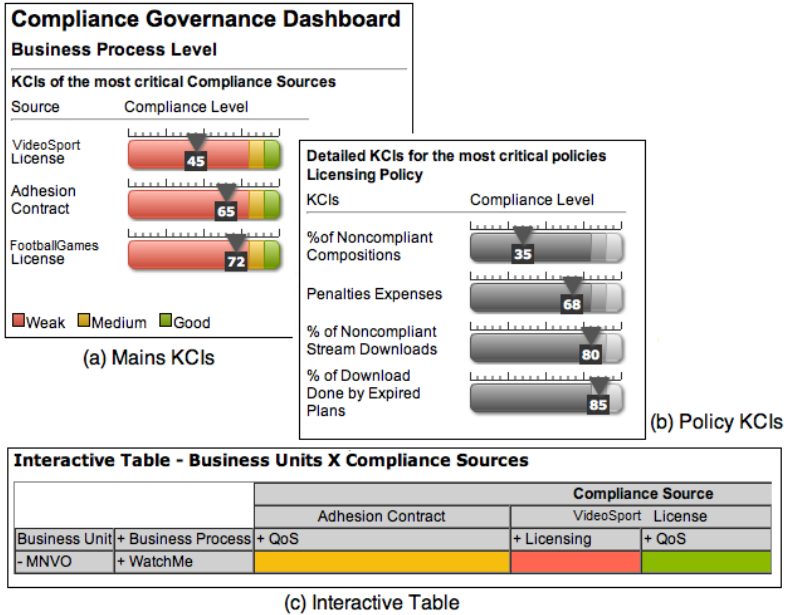 Compliance Governance Dashboard
Business Process Level
KCIs of the most critical Compliance Sources
Source Compliance Level
VideoSport
License
45
Adhesion
Contract
65
FootballGames
License
72
Weak Medium Good
(a) Mains KCIs
Detailed KCIs for the most critical policies
Licensing Policy
KCIs Compliance Level
%of Noncompliant
Compositions
35
Penalties Expenses
68
% of Noncompliant
Stream Downloads
80
% of Download
Done by Expired
Plans
85
(b) Policy KCIs
Interactive Table - Business Units X Compliance Sources
Compliance Source
Adhesion Contract VideoSport License
Business Unit + Business Process + QoS + Licensing + QoS
- MNVO + WatchMe
(c) Interactive Table